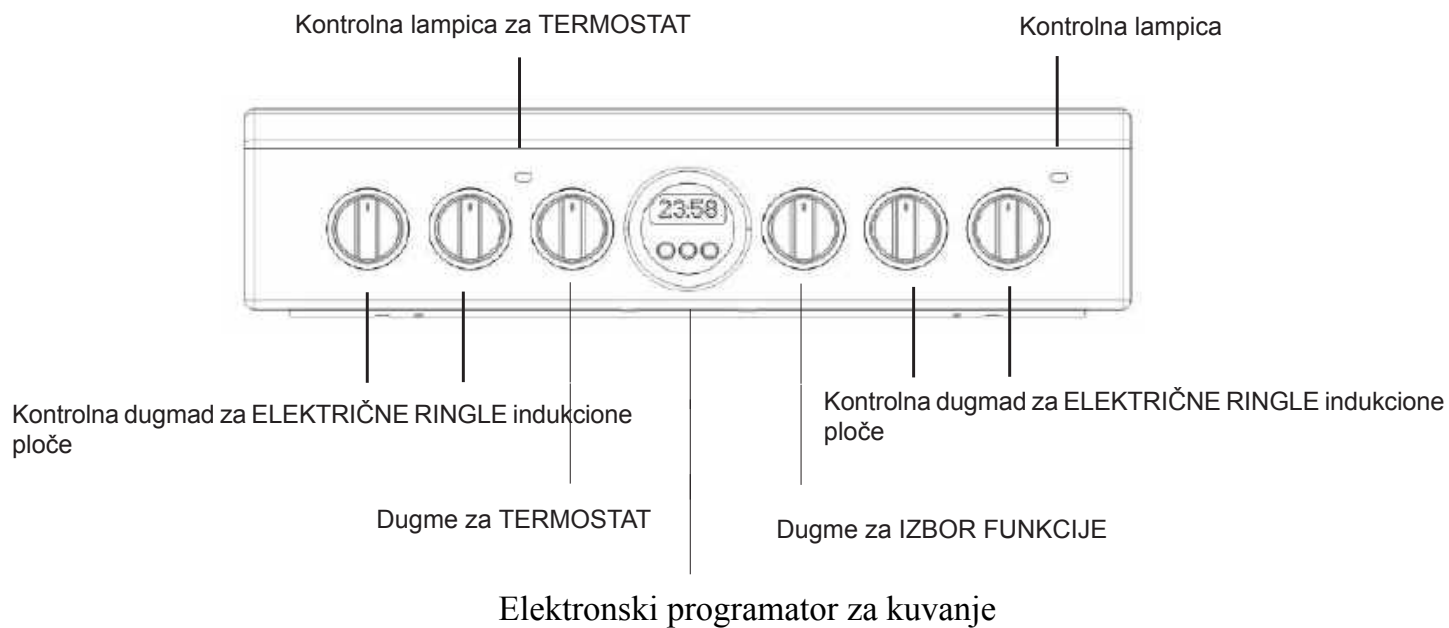 Kontrolna lampica za TERMOSTAT
Kontrolna lampica
23:58
Kontrolna dugmad za ELEKTRIČNE RINGLE indukcione
ploče
Kontrolna dugmad za ELEKTRIČNE RINGLE indukcione
ploče
Dugme za TERMOSTAT
Dugme za IZBOR FUNKCIJE
Elektronski programator za kuvanje